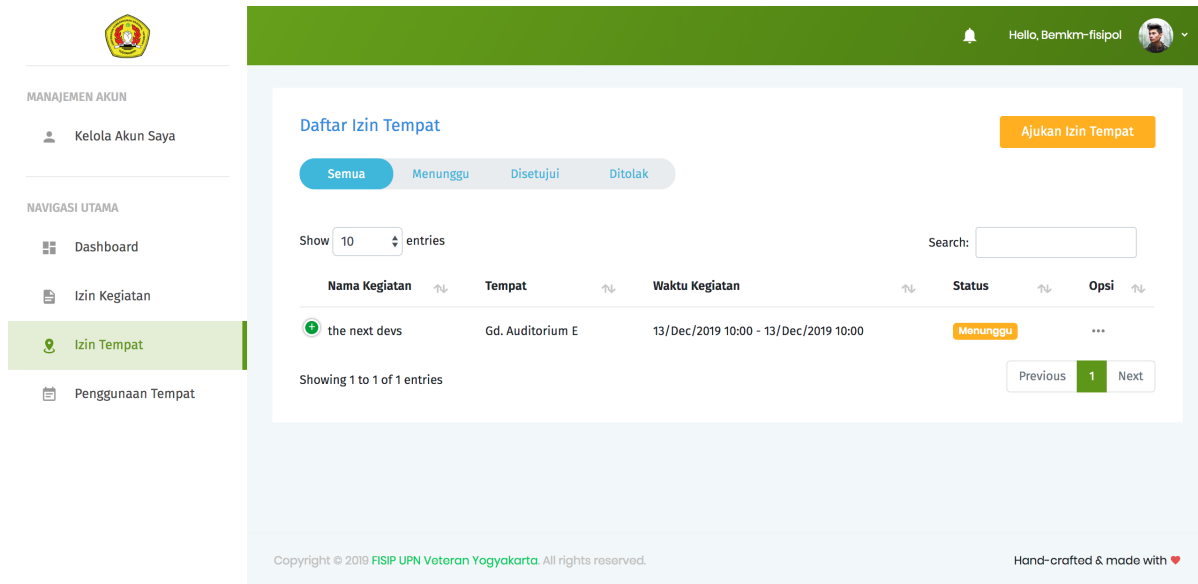 Hello, Bemkm-fisipol
MANAJEMEN AKUN
Kelola Akun Saya
NAVIGASI UTAMA
Dashboard
Izin Kegiatan
Izin Tempat
Penggunaan Tempat
Daftar Izin Tempat
Ajukan Izin Tempat
Semua Menunggu Disetujui Ditolak
Show 10 entries Search:
Nama Kegiatan Tempat Waktu Kegiatan Status Opsi
the next devs Gd. Auditorium E 13/Dec/2019 10:00 - 13/Dec/2019 10:00 Menunggu ...
Showing 1 to 1 of 1 entries
Previous 1 Next
Copyright © 2019 FISIP UPN Veteran Yogyakarta. All rights reserved. Hand-crafted & made with ♥